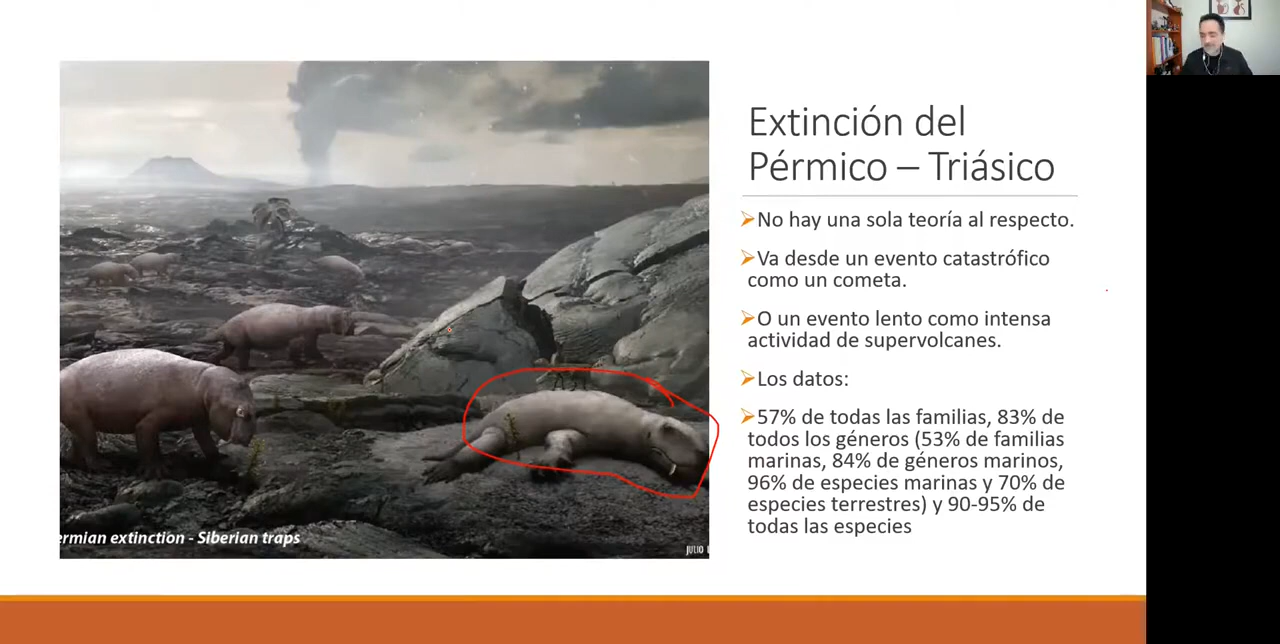 Extinción del
Pérmico – Triásico
No hay una sola teoría al respecto.
Va desde un evento catastrófico
como un cometa.
O un evento lento como intensa
actividad de supervolcanes.
Los datos:
57% de todas las familias, 83% de
todos los géneros (53% de familias
marinas, 84% de géneros marinos,
96% de especies marinas y 70% de
especies terrestres) y 90-95% de
todas las especies
ermian extinction - Siberian traps
JULIO